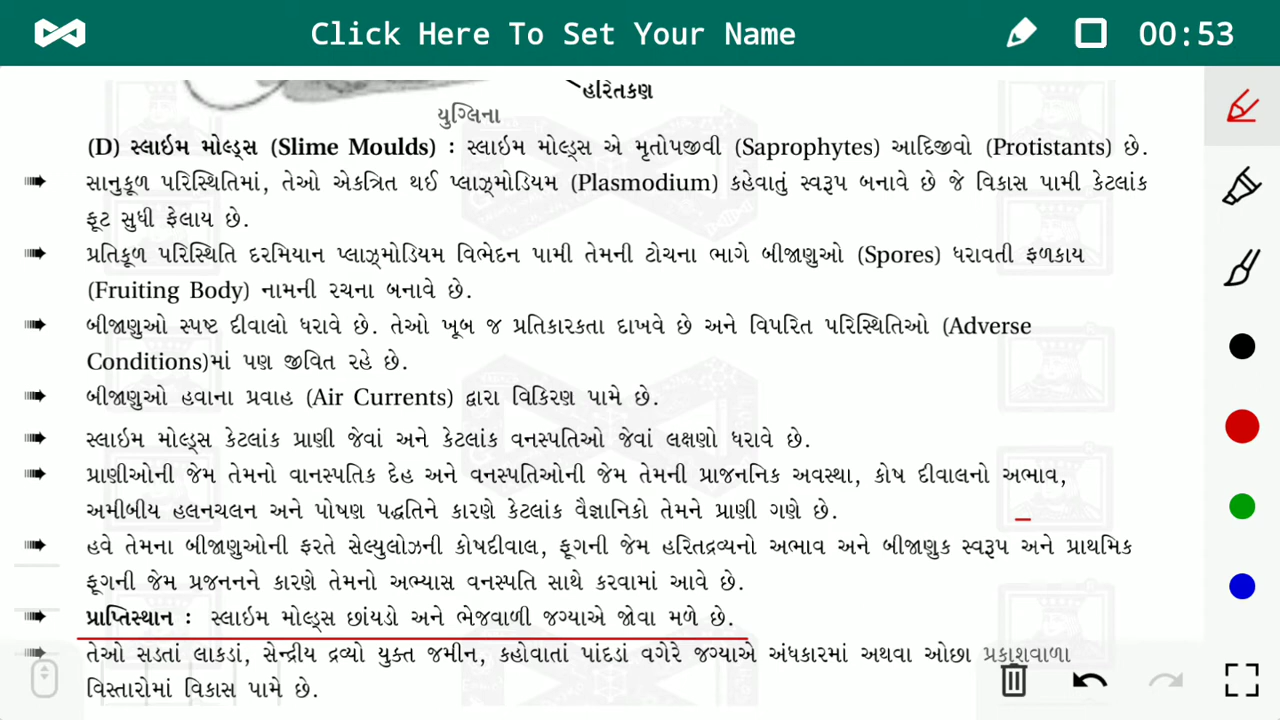 Click Here To Set Your Name
00:53
હરિતકણ
યુગ્લિના
(D) સ્લાઇમ મોલ્ડ્સ (Slime Moulds) : સ્લાઇમ મોલ્ડ્સ એ મૃતોપજીવી (Saprophytes) આદિજીવો (Protistants) છે.
સાનુકૂળ પરિસ્થિતિમાં, તેઓ એકત્રિત થઈ પ્લાઝ્મોડિયમ (Plasmodium) કહેવાતું સ્વરૂપ બનાવે છે જે વિકાસ પામી કેટલાંક
ફૂટ સુધી ફેલાય છે.
પ્રતિકૂળ પરિસ્થિતિ દરમિયાન પ્લાઝ્મોડિયમ વિભેદન પામી તેમની ટોચના ભાગે બીજાણુઓ (Spores) ધરાવતી ફળકાય
(Fruiting Body) નામની રચના બનાવે છે.
બીજાણુઓ સ્પષ્ટ દીવાલો ધરાવે છે. તેઓ ખૂબ જ પ્રતિકારકતા દાખવે છે અને વિપરિત પરિસ્થિતિઓ (Adverse
Conditions)માં પણ જીવિત રહે છે.
બીજાણુઓ હવાના પ્રવાહ (Air Currents) દ્વારા વિકિરણ પામે છે.
સ્લાઇમ મોલ્ડ્સ કેટલાંક પ્રાણી જેવાં અને કેટલાંક વનસ્પતિઓ જેવાં લક્ષણો ધરાવે છે.
પ્રાણીઓની જેમ તેમનો વાનસ્પતિક દેહ અને વનસ્પતિઓની જેમ તેમની પ્રાજનનિક અવસ્થા, કોષ દીવાલનો અભાવ,
અમીબીય હલનચલન અને પોષણ પદ્ધતિને કારણે કેટલાંક વૈજ્ઞાનિકો તેમને પ્રાણી ગણે છે.
હવે તેમના બીજાણુઓની ફરતે સેલ્યુલોઝની કોષદીવાલ, ફૂગની જેમ હરિતદ્રવ્યનો અભાવ અને બીજાણુક સ્વરૂપ અને પ્રાથમિક
ફૂગની જેમ પ્રજનનને કારણે તેમનો અભ્યાસ વનસ્પતિ સાથે કરવામાં આવે છે.
પ્રાપ્તિસ્થાન : સ્લાઇમ મોલ્ડ્સ છાંયડો અને ભેજવાળી જગ્યાએ જોવા મળે છે.
તેઓ સડતાં લાકડાં, સેન્દ્રીય દ્રવ્યો યુક્ત જમીન, કહોવાતાં પાંદડાં વગેરે જગ્યાએ અંધકારમાં અથવા ઓછા પ્રકાશવાળા
વિસ્તારોમાં વિકાસ પામે છે.